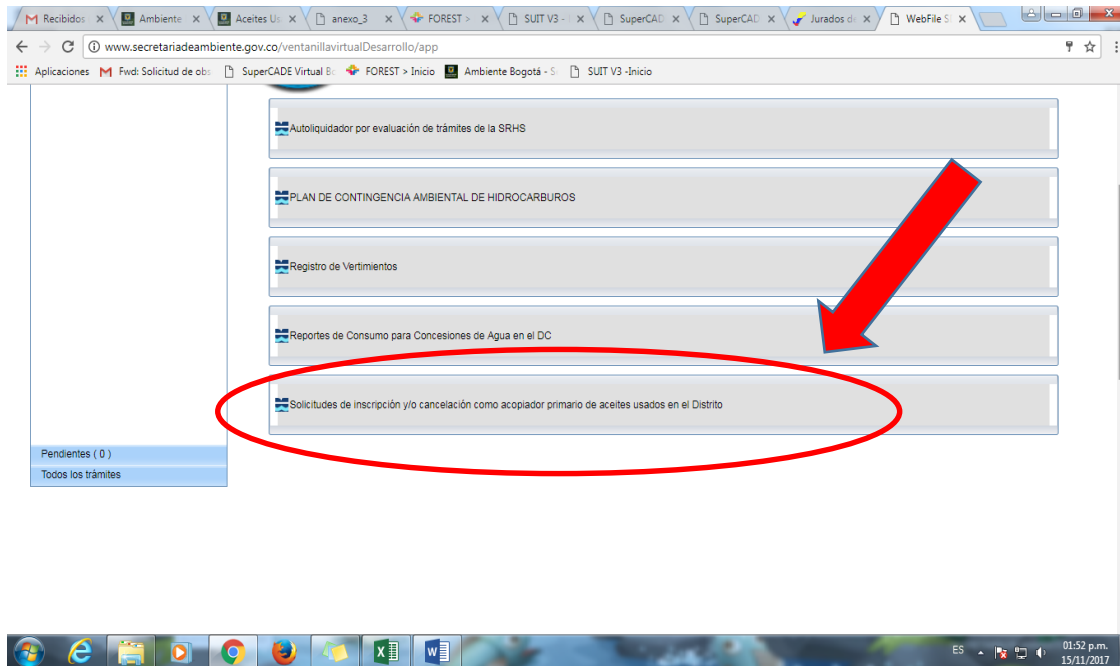 Recibidos
Ambiente
Aceites Us
anexo_3
FOREST >
SUIT V3 -
SuperCAD
SuperCAD
Jurados de
WebFile S
www.secretariadeambiente.gov.co/ventanillavirtualDesarrollo/app
Aplicaciones
Fwd: Solicitud de obs
SuperCADE Virtual Bo
FOREST > Inicio
Ambiente Bogotá - S
SUIT V3 -Inicio
Autoliquidador por evaluación de trámites de la SRHS
PLAN DE CONTINGENCIA AMBIENTAL DE HIDROCARBUROS
Registro de Vertimientos
Reportes de Consumo para Concesiones de Agua en el DC
Solicitudes de inscripción y/o cancelación como acopiador primario de aceites usados en el Distrito
Pendientes ( 0 )
Todos los trámites
ES
01:52 p.m.
15/11/2017